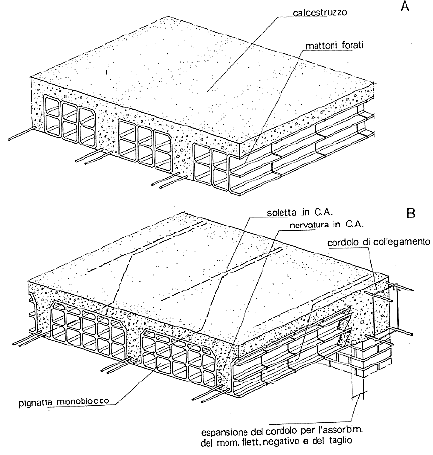 calcestruzzo
A
mattoni forati
soletta in C.A.
B
nervatura in C.A.
cordolo di collegamento
pignatta monoblocco
espansione del cordolo per l'assorbim.
del mom. flett. negativo e del taglio